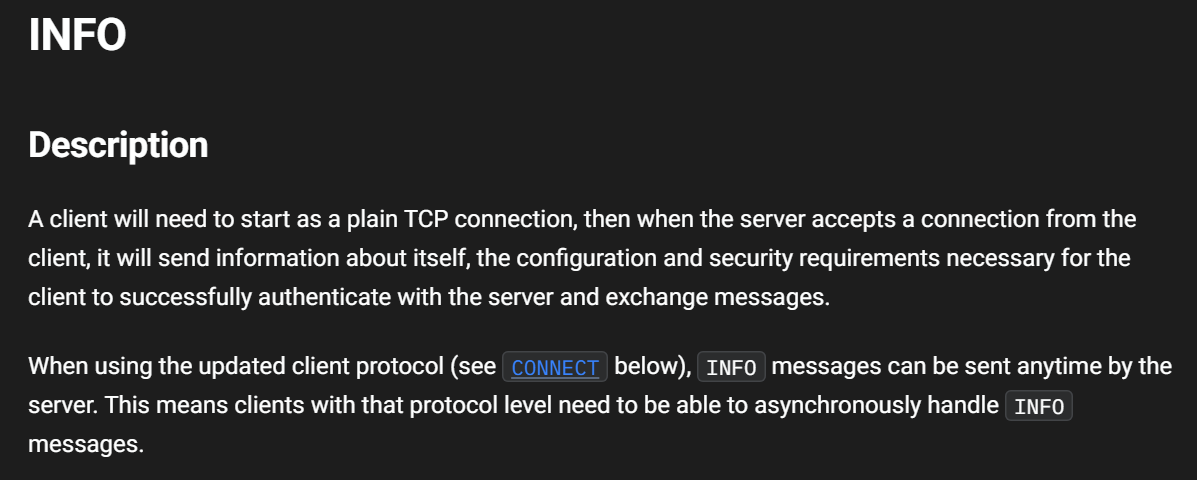 INFO
Description
A client will need to start as a plain TCP connection, then when the server accepts a connection from the
client, it will send information about itself, the configuration and security requirements necessary for the
client to successfully authenticate with the server and exchange messages.
When using the updated client protocol (see CONNECT below), INFO messages can be sent anytime by the
server. This means clients with that protocol level need to be able to asynchronously handle INFO
messages.